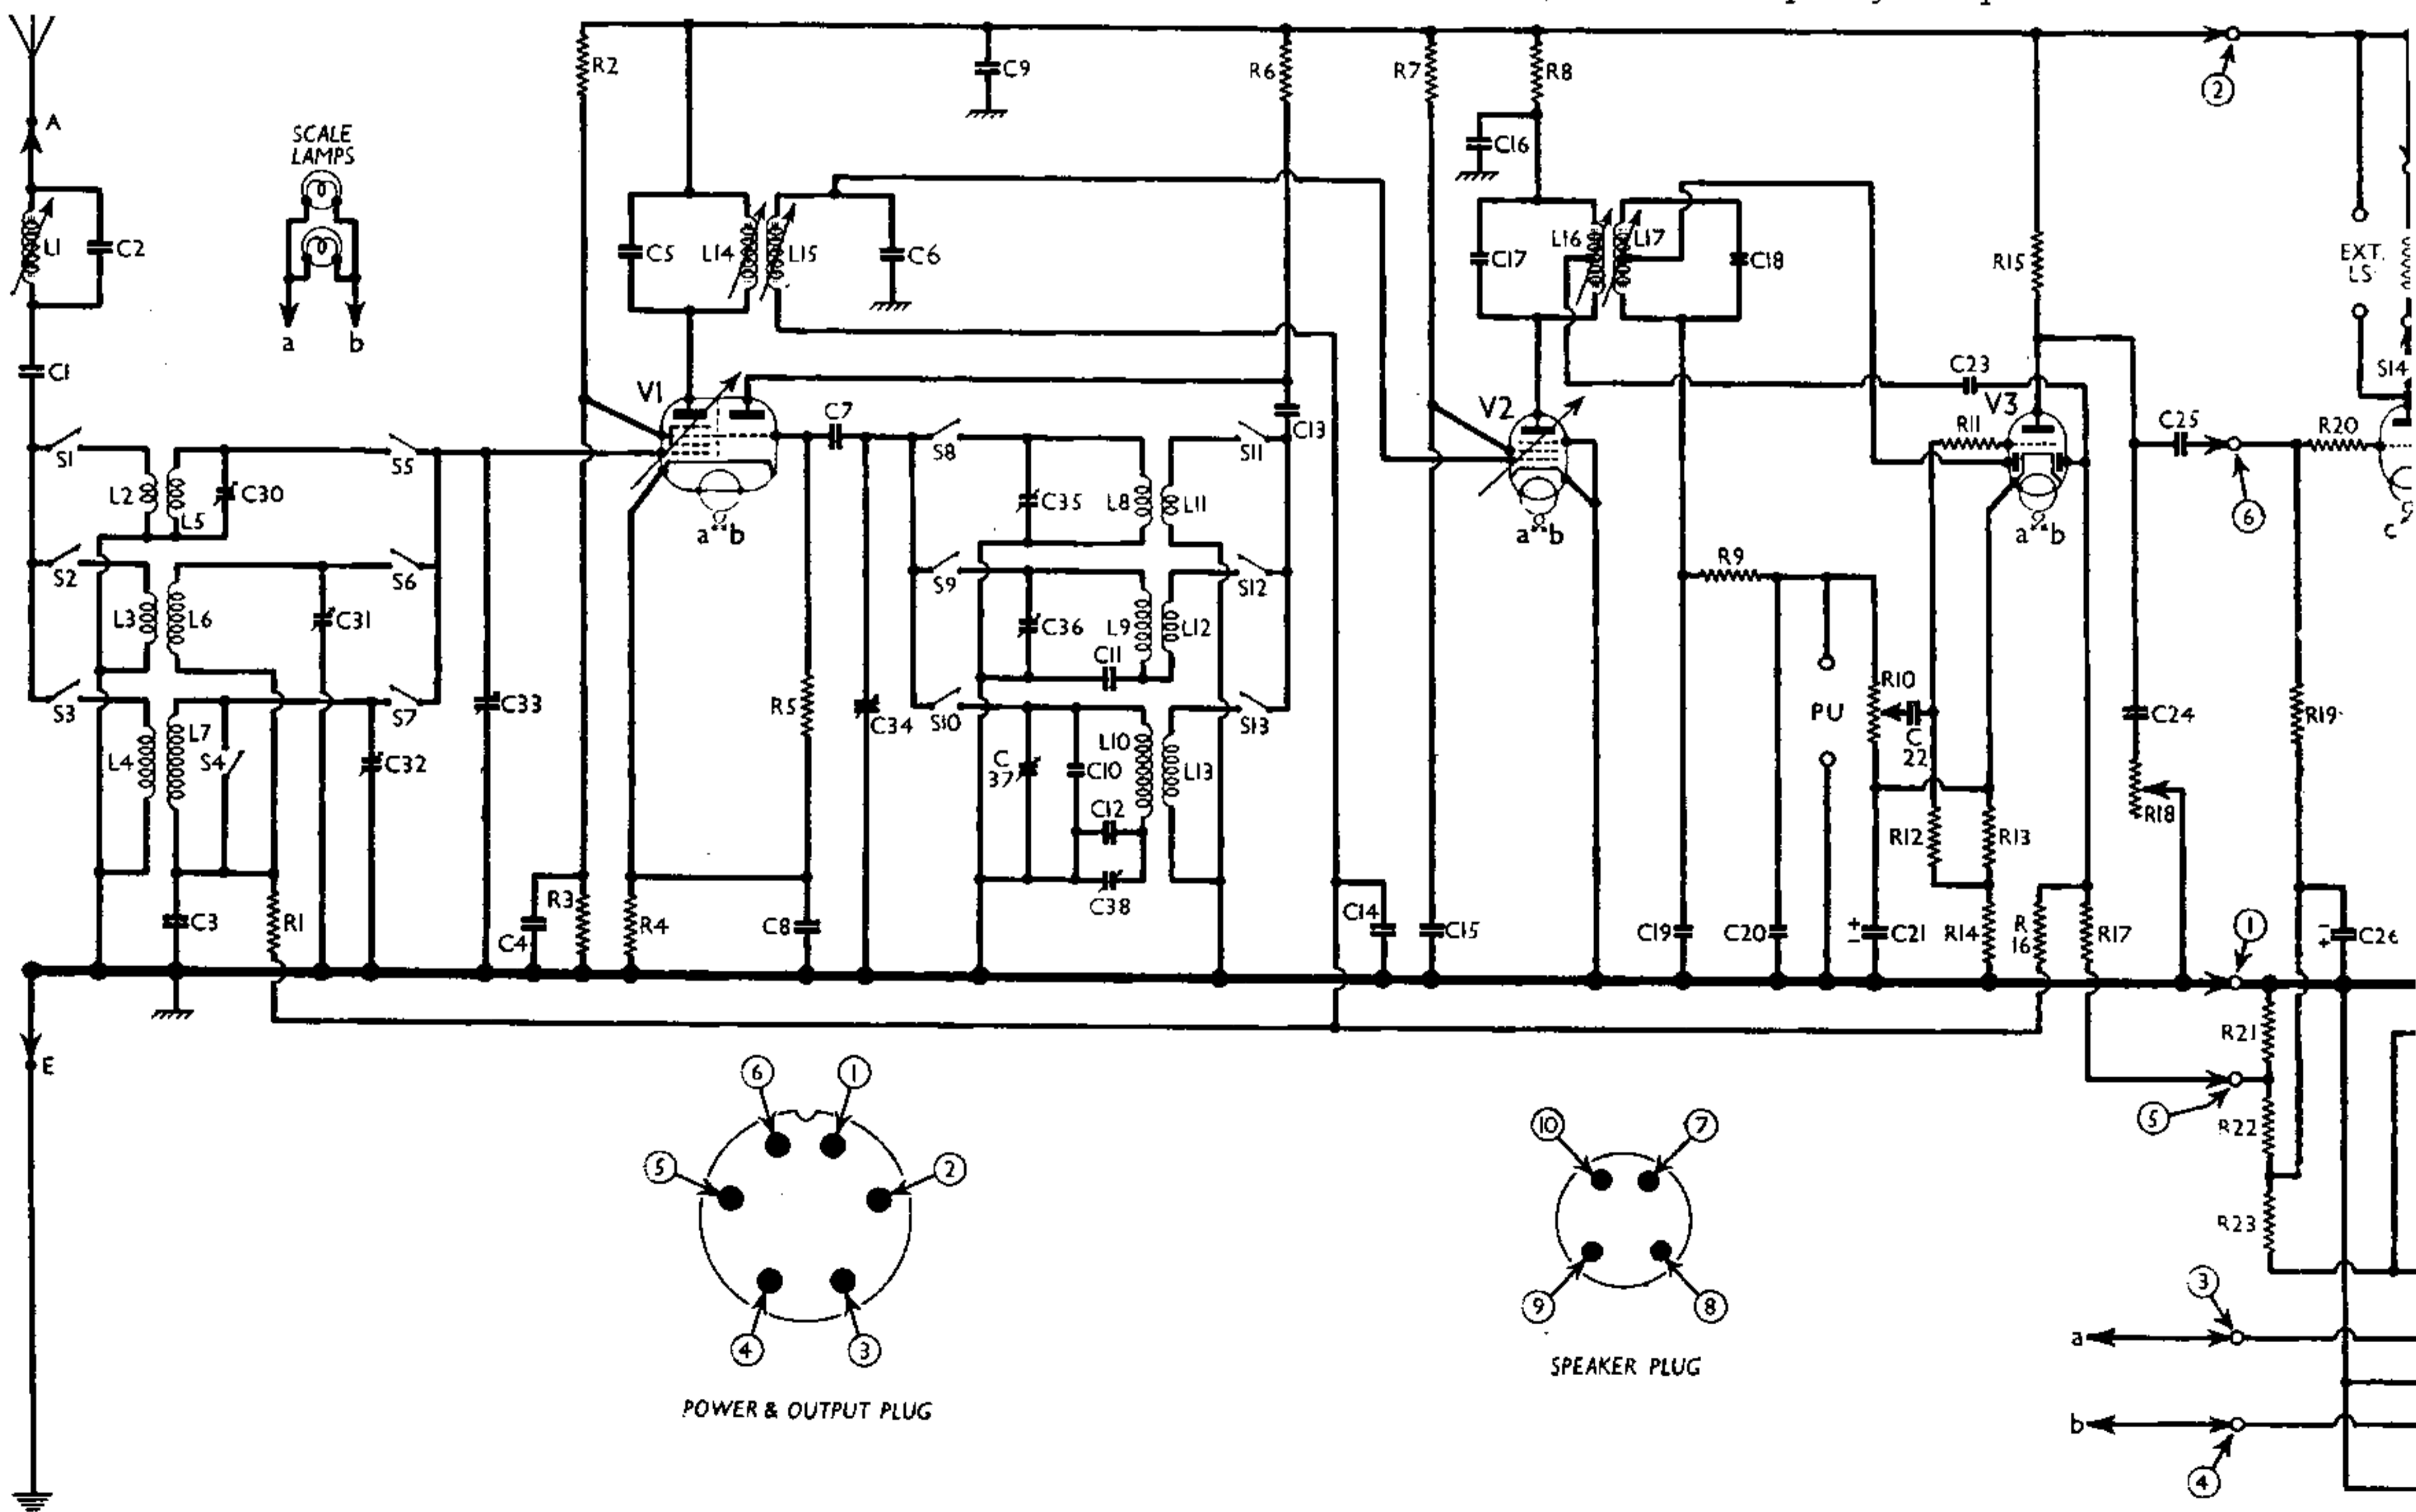 R2
C9
R6
R7
R8
2
A
SCALE
LAMPS
C16
L1
C2
C5
L14
L15
C6
C17
L16
L17
C18
R15
EXT.
LS
a
b
C1
V1
C7
C13
V2
C23
V3
S14
R11
C25
R20
S1
S5
S8
S11
L2
L5
C30
C35
L8
L11
a
b
a
b
a
b
6
c
S2
S6
S9
S12
R9
L3
L6
C31
C36
L9
L12
C11
S3
S7
C33
R5
C34
S10
S13
PU
R10
C
22
C24
R19
L4
L7
S4
C32
C
37
C10
L10
L13
C12
R18
R12
R13
C3
R1
C4
R3
R4
C8
C38
C14
C15
C19
C20
+
−
C21
R14
R
16
R17
1
−
+
C26
E
R21
6
1
5
2
4
3
POWER & OUTPUT PLUG
10
7
9
8
SPEAKER PLUG
5
R22
R23
3
a
b
4